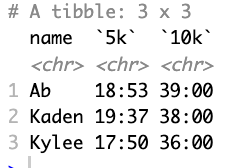 # A tibble: 3 x 3
name `5k` `10k`
<chr> <chr> <chr>
1 Ab 18:53 39:00
2 Kaden 19:37 38:00
3 Kylee 17:50 36:00
>